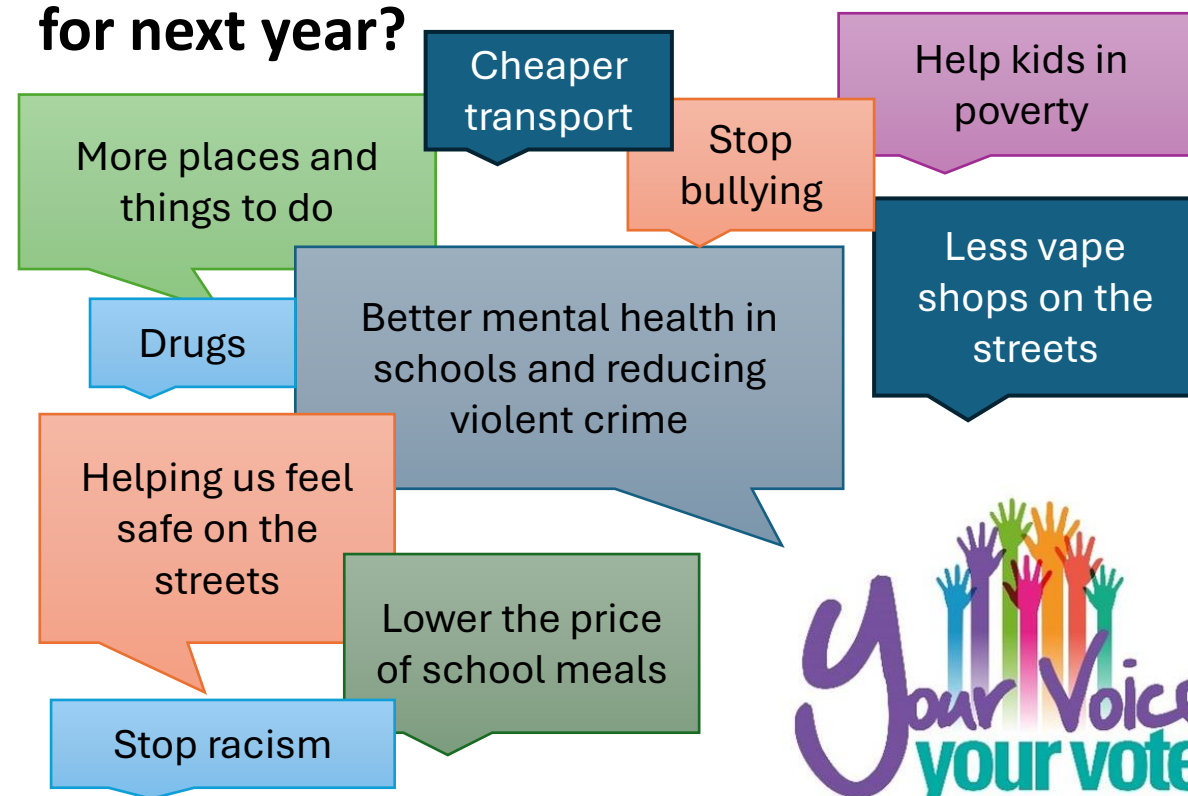 for next year?
Cheaper
transport
Help kids in
poverty
More places and
things to do
Stop
bullying
Less vape
shops on the
streets
Drugs
Better mental health in
schools and reducing
violent crime
Helping us feel
safe on the
streets
Lower the price
of school meals
Stop racism
Your Voice
your vote